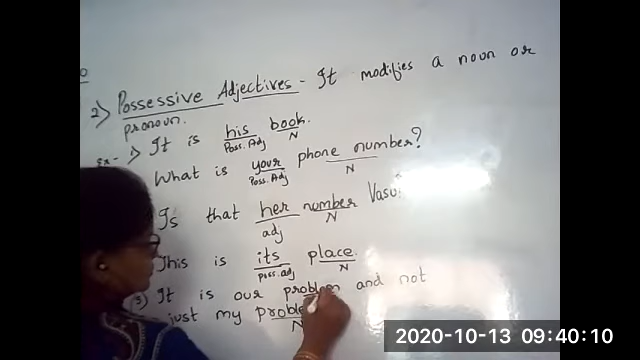 2) Possessive Adjectives - It modifies a noun or
pronoun.
Ex- 1) It is his book.
Poss. Adj N
What is your phone number?
Poss. Adj N
Is that her number Vasu?
adj N
This is its place.
poss. adj N
(5) It is our problem and not
just my
N
2020-10-13 09:40:10